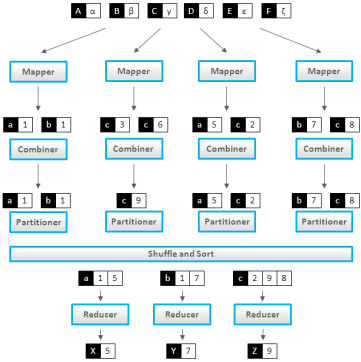 A α B β C γ D δ E ε F ζ
Mapper Mapper Mapper Mapper
a 1 b 1 c 3 c 6 a 5 c 2 b 7 c 8
Combiner Combiner Combiner Combiner
a 1 b 1 c 9 a 5 c 2 b 7 c 8
Partitioner Partitioner Partitioner Partitioner
Shuffle and Sort
a 1 5 b 1 7 c 2 9 8
Reducer Reducer Reducer
X 5 Y 7 Z 9